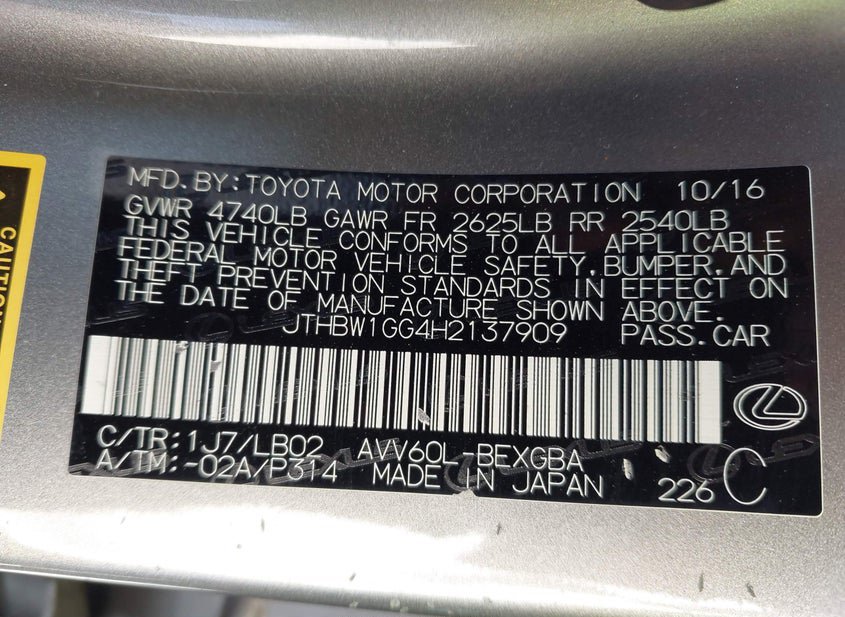 MFD.BY:TOYOTA MOTOR CORPORATION 10/16
GVWR 4740LB GAWR FR 2625LB RR 2540LB
THIS VEHICLE CONFORMS TO ALL APPLICABLE
FEDERAL MOTOR VEHICLE SAFETY,BUMPER,AND
THEFT PREVENTION STANDARDS IN EFFECT ON
THE DATE OF MANUFACTURE SHOWN ABOVE.
JTHBW1GG4H2137909 PASS.CAR
C/TR:1J7/LB02 AVV60L-BEXGBA
A/TM:-02A/P314 MADE IN JAPAN 226 C
CAUTION